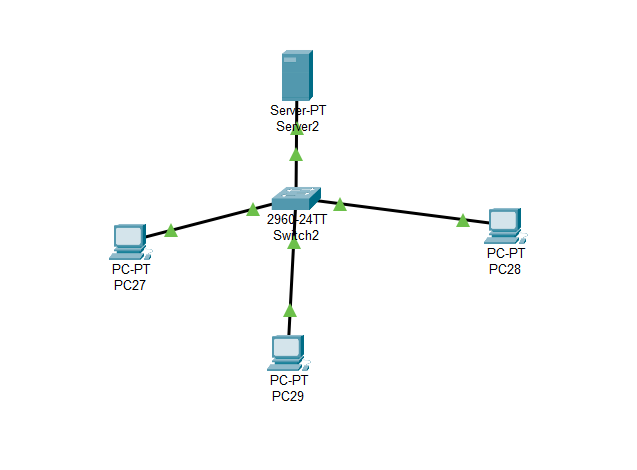 Server-PT
Server2
2960-24TT
Switch2
PC-PT
PC27
PC-PT
PC28
PC-PT
PC29